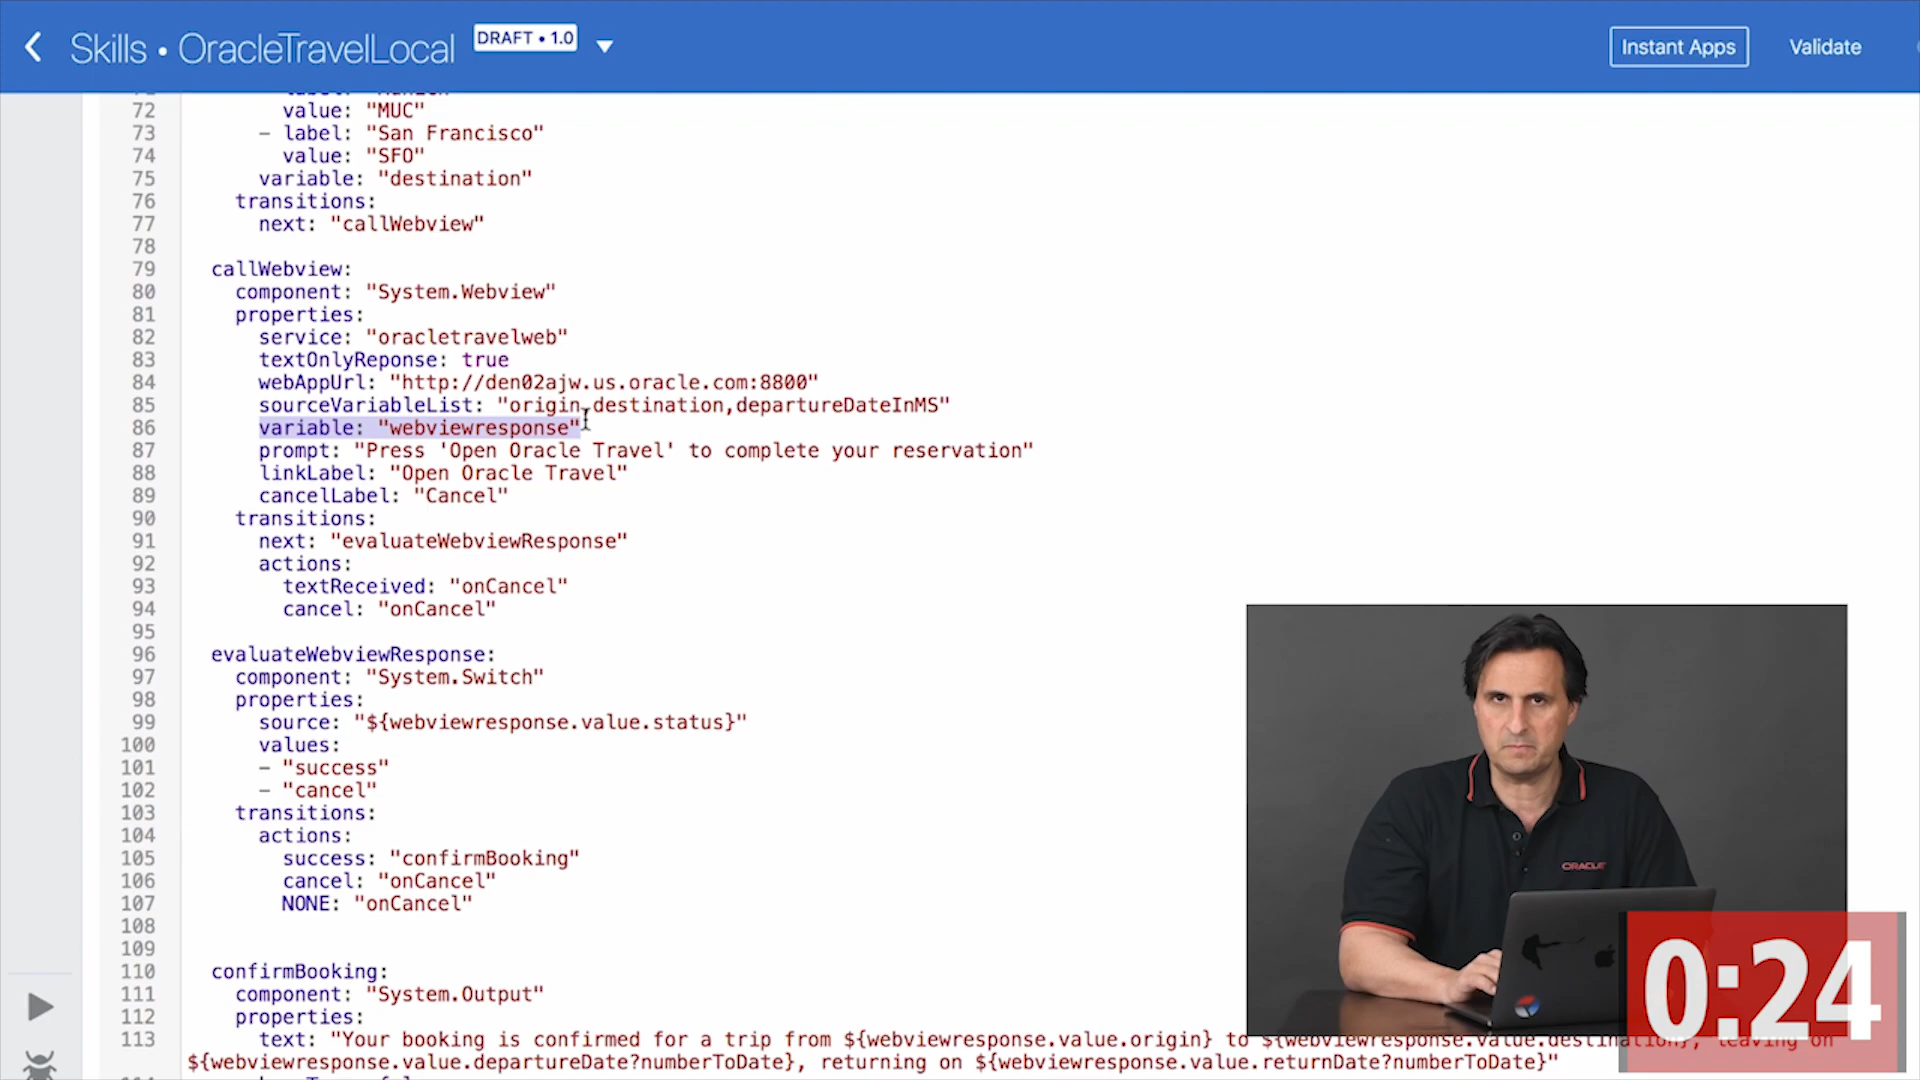 Skills • OracleTravelLocal DRAFT • 1.0 Instant Apps Validate
72 value: "MUC"
73 - label: "San Francisco"
74 value: "SFO"
75 variable: "destination"
76 transitions:
77 next: "callWebview"
78
79 callWebview:
80 component: "System.Webview"
81 properties:
82 service: "oracletravelweb"
83 textOnlyReponse: true
84 webAppUrl: "http://den02ajw.us.oracle.com:8800"
85 sourceVariableList: "origin,destination,departureDateInMS"
86 variable: "webviewresponse"
87 prompt: "Press 'Open Oracle Travel' to complete your reservation"
88 linkLabel: "Open Oracle Travel"
89 cancelLabel: "Cancel"
90 transitions:
91 next: "evaluateWebviewResponse"
92 actions:
93 textReceived: "onCancel"
94 cancel: "onCancel"
95
96 evaluateWebviewResponse:
97 component: "System.Switch"
98 properties:
99 source: "${webviewresponse.value.status}"
100 values:
101 - "success"
102 - "cancel"
103 transitions:
104 actions:
105 success: "confirmBooking"
106 cancel: "onCancel"
107 NONE: "onCancel"
108
109
110 confirmBooking:
111 component: "System.Output"
112 properties:
113 text: "Your booking is confirmed for a trip from ${webviewresponse.value.origin} to ${webviewresponse.value.destination}, leaving on
${webviewresponse.value.departureDate?numberToDate}, returning on ${webviewresponse.value.returnDate?numberToDate}"
ORACLE
0:24